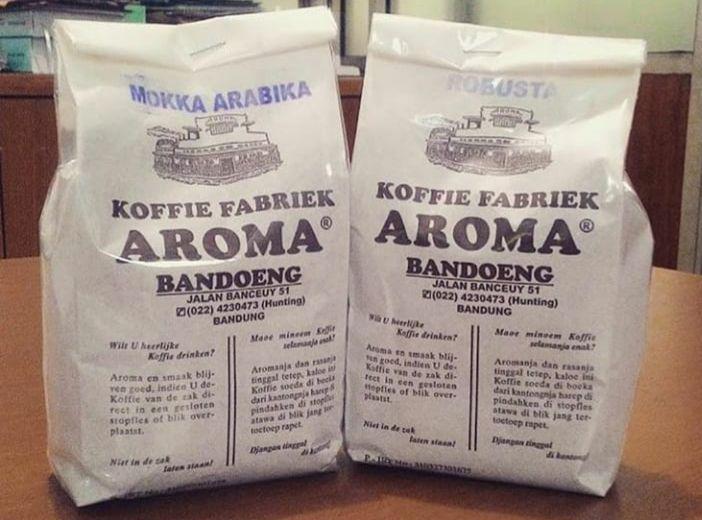 MOKKA ARABIKA
AROMA
KOFFIE FABRIEK
AROMA®
BANDOENG
JALAN BANCEUY 51
(022) 4230473 (Hunting)
BANDUNG
Wilt U heerlijke
Koffie drinken?
Aroma en smaak blij-
ven goed, indien U de-
Koffie van de zak di-
rect in een gesloten
stopfles of blik over-
plaatst.
Niet in de zak
laten staan!
Maoe minoem Koffie
selamanja enak?
Aromanja dan rasanja
tinggal tetep, kaloe ini
Koffie soeda di boeka
dari kantongnja harep di
pindahken di stopfles
atawa di blik jang ter-
toetoep rapet.
Djangan tinggal
di kantong!
ROBUSTA
AROMA
KOFFIE FABRIEK
AROMA®
BANDOENG
JALAN BANCEUY 51
(022) 4230473 (Hunting)
BANDUNG
Wilt U heerlijke
Koffie drinken?
Aroma en smaak blij-
ven goed, indien U de-
Koffie van de zak di-
rect in een gesloten
stopfles of blik over-
plaatst.
Niet in de zak
laten staan!
Maoe minoem Koffie
selamanja enak?
Aromanja dan rasanja
tinggal tetep, kaloe ini
Koffie soeda di boeka
dari kantongnja harep di
pindahken di stopfles
atawa di blik jang ter-
toetoep rapet.
Djangan tinggal
di kantong!